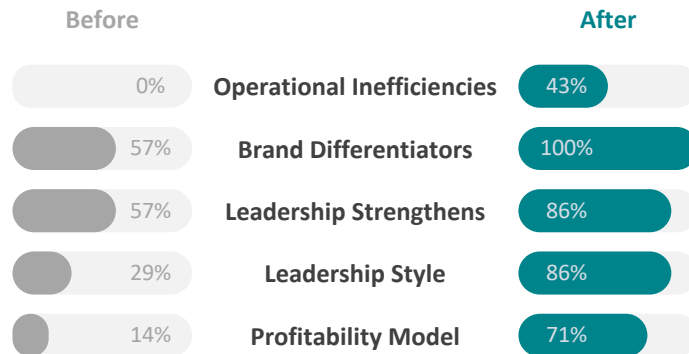 Before After
0% Operational Inefficiencies 43%
57% Brand Differentiators 100%
57% Leadership Strengthens 86%
29% Leadership Style 86%
14% Profitability Model 71%